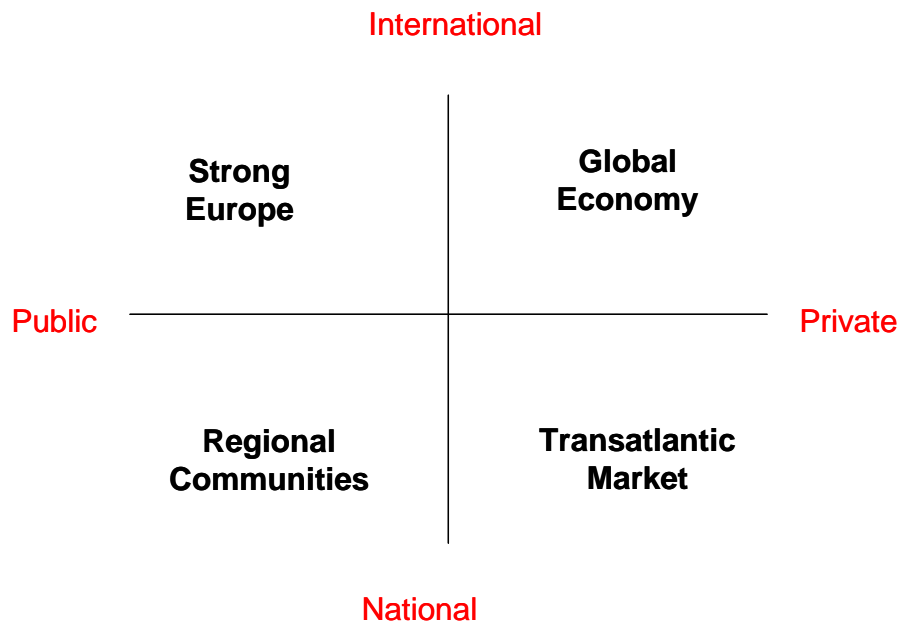 International
Strong
Europe
Global
Economy
Public
Private
Regional
Communities
Transatlantic
Market
National